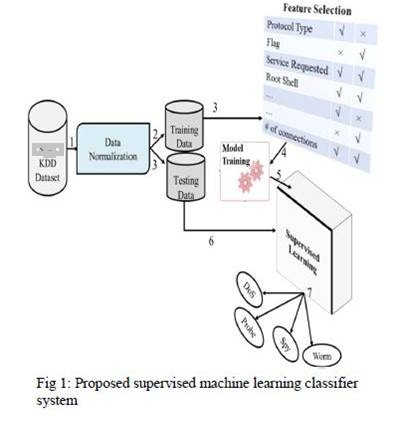 Feature Selection
Protocol Type √ ×
Flag × √
Service Requested √ √
Root Shell √ √
... √ ×
... × √
# of connections √ √
3
1
KDD
Dataset
Data
Normalization
2
3
Training
Data
Testing
Data
Model
Training
4
5
6
Supervised
Learning
7
DoS
Probe
Spy
Worm
Fig 1: Proposed supervised machine learning classifier
system